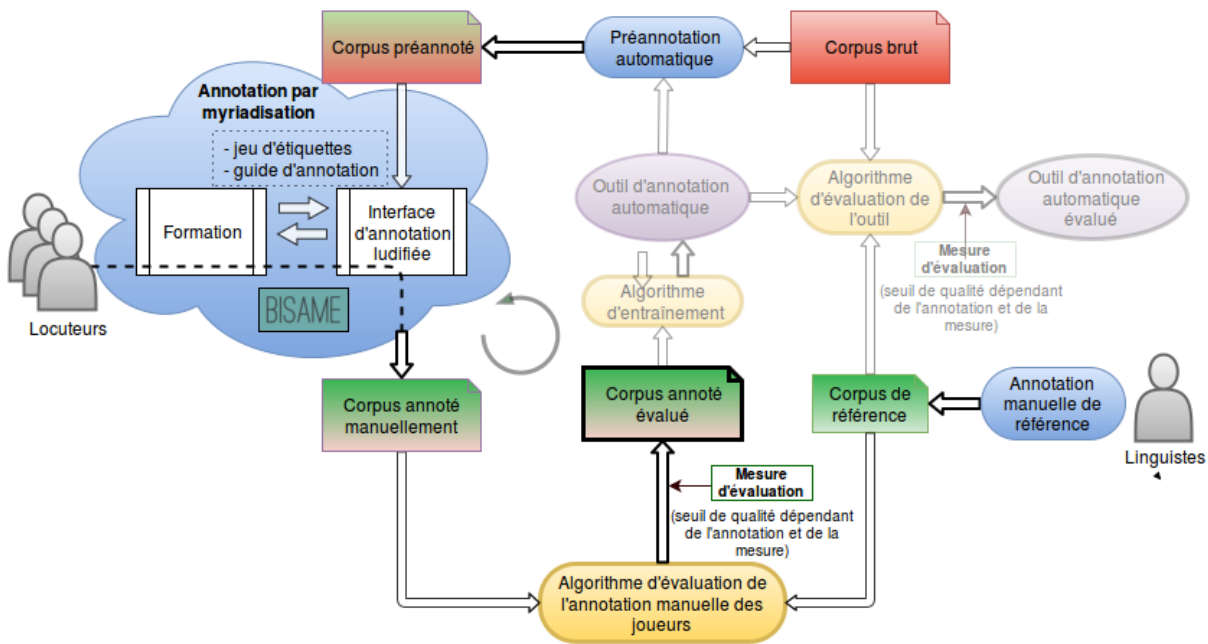 Corpus préannoté
Préannotation
automatique
Corpus brut
Annotation par
myriadisation
- jeu d'étiquettes
- guide d'annotation
Formation
Interface
d'annotation
ludifiée
BISAME
Locuteurs
Outil d'annotation
automatique
Algorithme
d'évaluation de
l'outil
Outil d'annotation
automatique
évalué
Mesure
d'évaluation
(seuil de qualité dépendant
de l'annotation et de la
mesure)
Algorithme
d'entraînement
Corpus annoté
manuellement
Corpus annoté
évalué
Corpus de
référence
Annotation
manuelle de
référence
Linguistes
Mesure
d'évaluation
(seuil de qualité dépendant
de l'annotation et de la
mesure)
Algorithme d'évaluation de
l'annotation manuelle des
joueurs